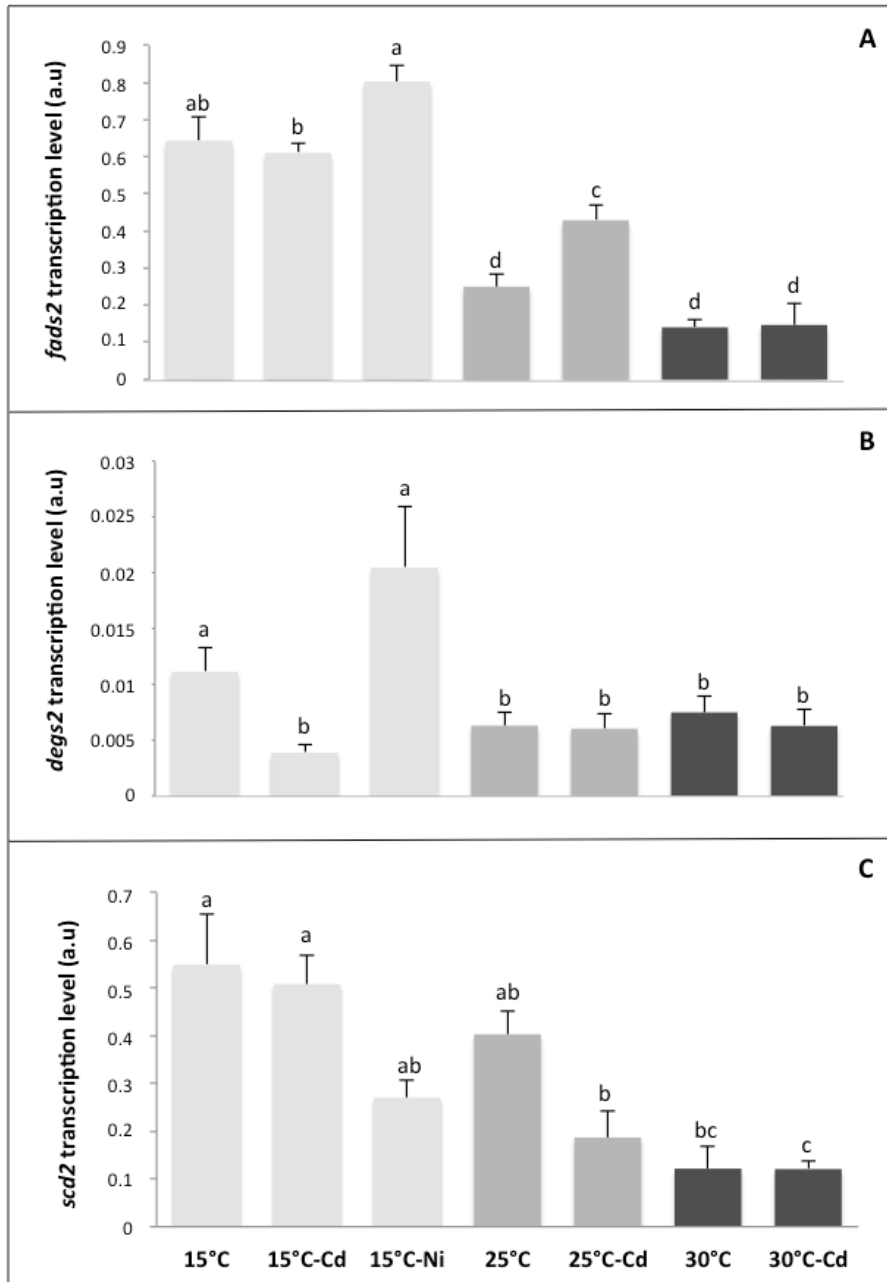 A
fads2 transcription level (a.u)
0.9
0.8
0.7
0.6
0.5
0.4
0.3
0.2
0.1
0
ab
b
a
d
c
d
d
B
degs2 transcription level (a.u)
0.03
0.025
0.02
0.015
0.01
0.005
0
a
b
a
b
b
b
b
C
scd2 transcription level (a.u)
0.7
0.6
0.5
0.4
0.3
0.2
0.1
0
a
a
ab
ab
b
bc
c
15°C 15°C-Cd 15°C-Ni 25°C 25°C-Cd 30°C 30°C-Cd